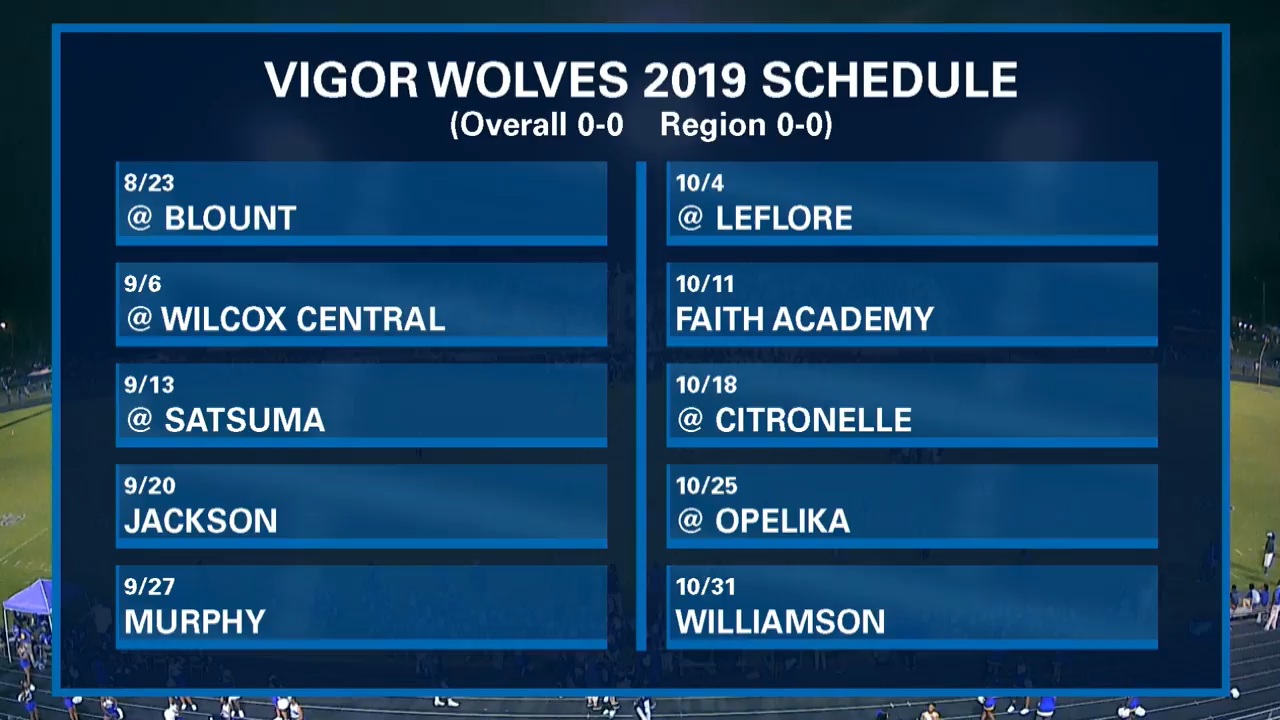 VIGOR WOLVES 2019 SCHEDULE
(Overall 0-0 Region 0-0)
8/23
@ BLOUNT
9/6
@ WILCOX CENTRAL
9/13
@ SATSUMA
9/20
JACKSON
9/27
MURPHY
10/4
@ LEFLORE
10/11
FAITH ACADEMY
10/18
@ CITRONELLE
10/25
@ OPELIKA
10/31
WILLIAMSON